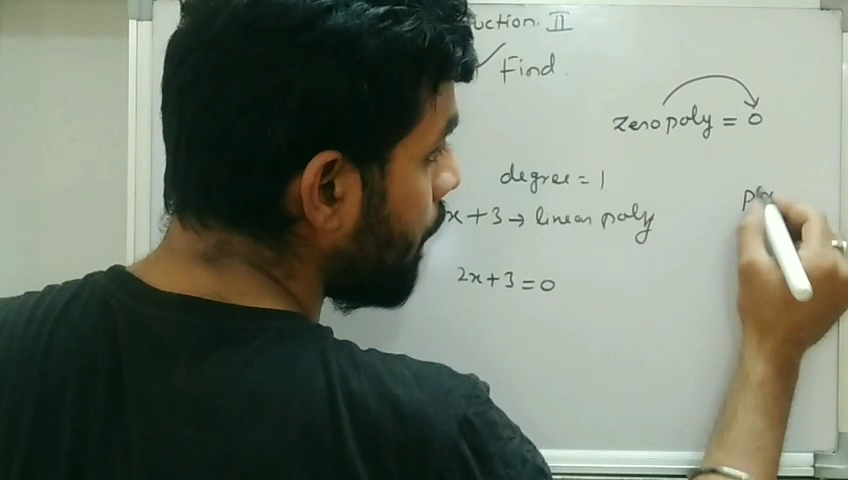 uction. II
✓ Find
zero poly = 0
degree = 1
x + 3 → linear poly
2x + 3 = 0